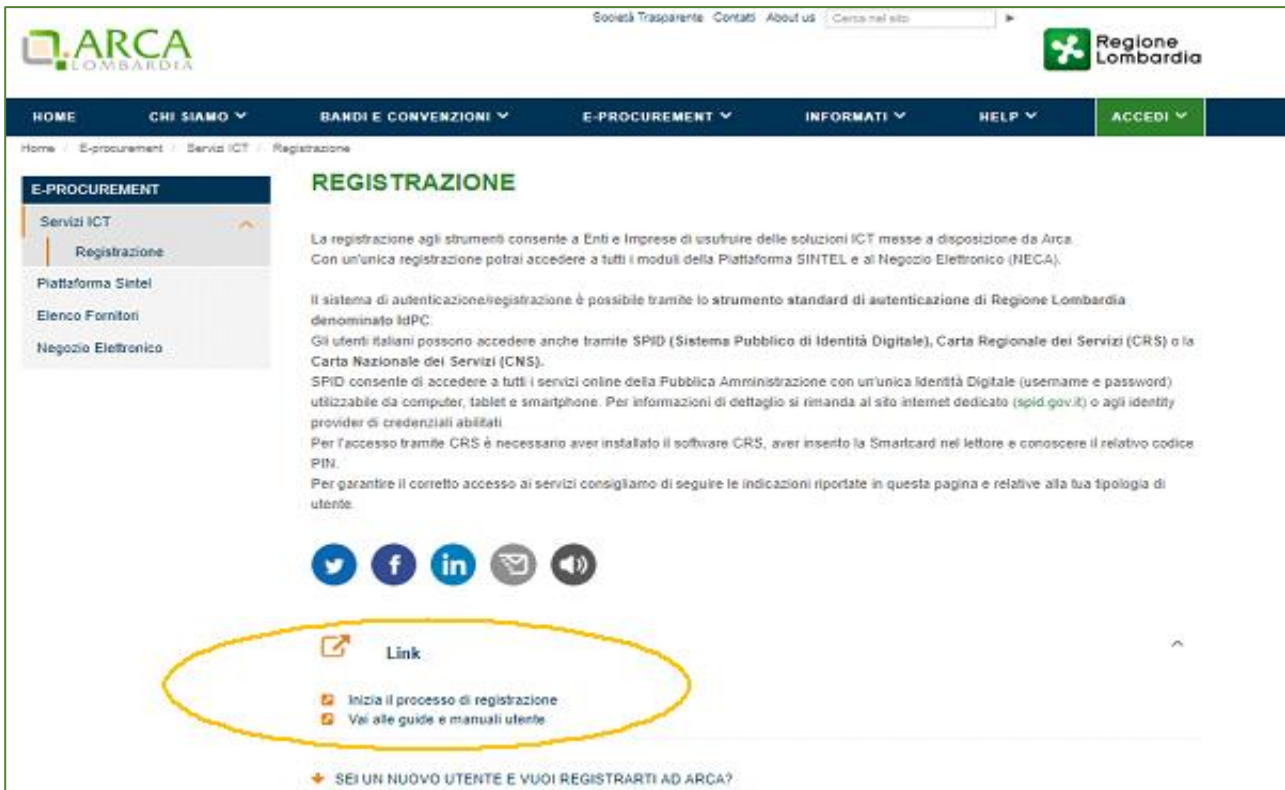 Società Trasparente Contatti About us Cerca nel sito
ARCA
LOMBARDIA
Regione
Lombardia
HOME CHI SIAMO BANDI E CONVENZIONI E-PROCUREMENT INFORMATI HELP ACCEDI
Home / E-procurement / Servizi ICT / Registrazione
E-PROCUREMENT
Servizi ICT
Registrazione
Piattaforma Sintel
Elenco Fornitori
Negozio Elettronico
REGISTRAZIONE
La registrazione agli strumenti consente a Enti e Imprese di usufruire delle soluzioni ICT messe a disposizione da Arca.
Con un'unica registrazione potrai accedere a tutti i moduli della Piattaforma SINTEL e al Negozio Elettronico (NECA).
Il sistema di autenticazione/registrazione è possibile tramite lo strumento standard di autenticazione di Regione Lombardia
denominato IdPC.
Gli utenti italiani possono accedere anche tramite SPID (Sistema Pubblico di Identità Digitale), Carta Regionale dei Servizi (CRS) o la
Carta Nazionale dei Servizi (CNS).
SPID consente di accedere a tutti i servizi online della Pubblica Amministrazione con un'unica Identità Digitale (username e password)
utilizzabile da computer, tablet e smartphone. Per informazioni di dettaglio si rimanda al sito internet dedicato (spid.gov.it) o agli identity
provider di credenziali abilitati.
Per l'accesso tramite CRS è necessario aver installato il software CRS, aver inserito la Smartcard nel lettore e conoscere il relativo codice
PIN.
Per garantire il corretto accesso ai servizi consigliamo di seguire le indicazioni riportate in questa pagina e relative alla tua tipologia di
utente.
Link
Inizia il processo di registrazione
Vai alle guide e manuali utente
SEI UN NUOVO UTENTE E VUOI REGISTRARTI AD ARCA?